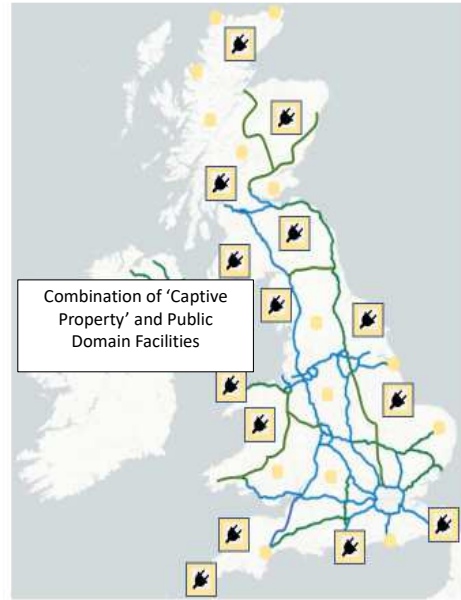 Combination of ‘Captive
Property’ and Public
Domain Facilities